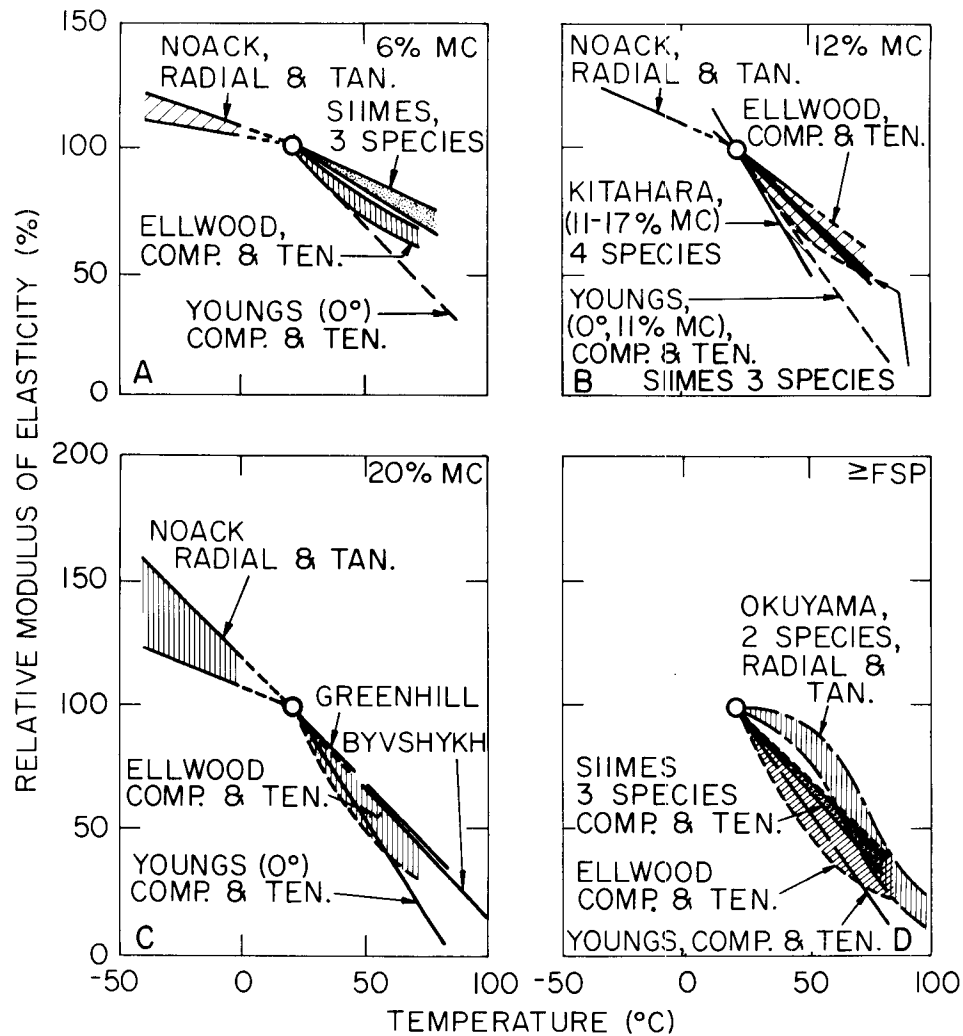 RELATIVE MODULUS OF ELASTICITY (%)
150
100
50
0
6% MC
NOACK,
RADIAL & TAN.
SIIMES,
3 SPECIES
ELLWOOD,
COMP. & TEN.
YOUNGS (0°)
COMP. & TEN.
A
12% MC
NOACK,
RADIAL & TAN.
ELLWOOD,
COMP. & TEN.
KITAHARA,
(11-17% MC)
4 SPECIES
YOUNGS,
(0°, 11% MC),
COMP. & TEN.
B SIIMES 3 SPECIES
200
150
100
50
0
20% MC
NOACK
RADIAL & TAN.
GREENHILL
BYVSHYKH
ELLWOOD
COMP. & TEN.
YOUNGS (0°)
COMP. & TEN.
C
-50 0 50 100
≥FSP
OKUYAMA,
2 SPECIES,
RADIAL &
TAN.
SIIMES
3 SPECIES
COMP. & TEN.
ELLWOOD
COMP. & TEN.
YOUNGS, COMP. & TEN. D
-50 0 50 100
TEMPERATURE (°C)